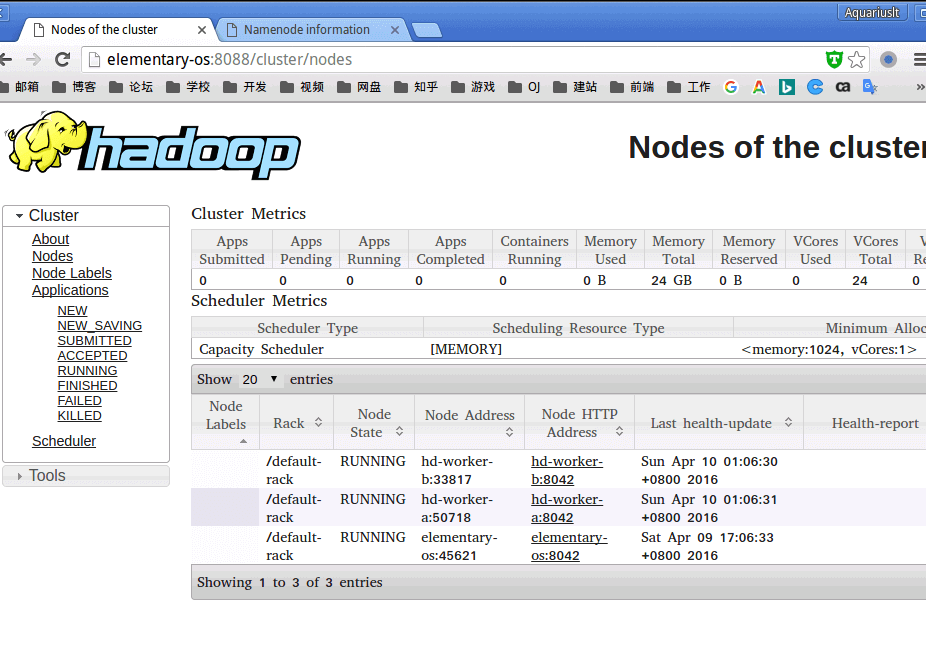 Aquariuslt
Nodes of the cluster
Namenode information
elementary-os:8088/cluster/nodes
邮箱 博客 论坛 学校 开发 视频 网盘 知乎 游戏 OJ 建站 前端 工作
hadoop
Nodes of the cluster
Cluster
About
Nodes
Node Labels
Applications
NEW
NEW_SAVING
SUBMITTED
ACCEPTED
RUNNING
FINISHED
FAILED
KILLED
Scheduler
Tools
Cluster Metrics
Apps Submitted Apps Pending Apps Running Apps Completed Containers Running Memory Used Memory Total Memory Reserved VCores Used VCores Total
0 0 0 0 0 0 B 24 GB 0 B 0 24 0
Scheduler Metrics
Scheduler Type Scheduling Resource Type Minimum Alloc
Capacity Scheduler [MEMORY] <memory:1024, vCores:1>
Show 20 entries
Node Labels Rack Node State Node Address Node HTTP Address Last health-update Health-report
/default-rack RUNNING hd-worker-b:33817 hd-worker-b:8042 Sun Apr 10 01:06:30 +0800 2016
/default-rack RUNNING hd-worker-a:50718 hd-worker-a:8042 Sun Apr 10 01:06:31 +0800 2016
/default-rack RUNNING elementary-os:45621 elementary-os:8042 Sat Apr 09 17:06:33 +0800 2016
Showing 1 to 3 of 3 entries